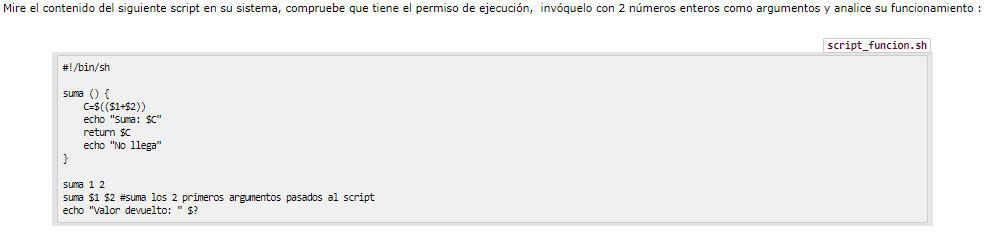 Mire el contenido del siguiente script en su sistema, compruebe que tiene el permiso de ejecución, invóquelo con 2 números enteros como argumentos y analice su funcionamiento :
script_funcion.sh
#!/bin/sh
suma () {
    C=$(($1+$2))
    echo "Suma: $C"
    return $C
    echo "No llega"
}
suma 1 2
suma $1 $2 #suma los 2 primeros argumentos pasados al script
echo "Valor devuelto: " $?